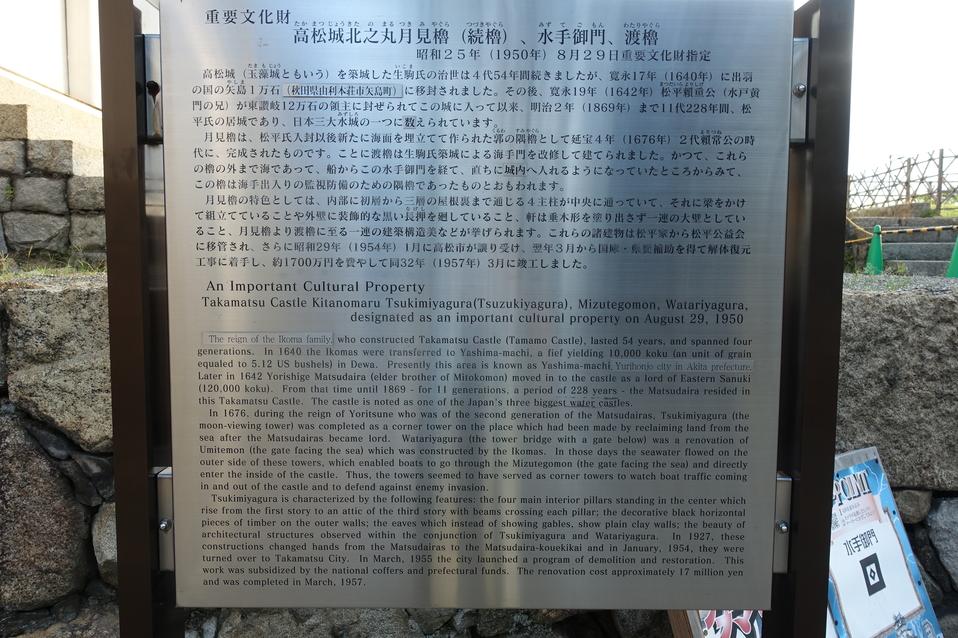 重要文化財
高松城北之丸月見櫓（続櫓）、水手御門、渡櫓
昭和２５年（1950年）８月２９日重要文化財指定
高松城（玉藻城ともいう）を築城した生駒氏の治世は４代54年間続きましたが、寛永17年（1640年）に出羽
の国の矢島１万石（秋田県由利本荘市矢島町）に移封されました。その後、寛永19年（1642年）松平頼重公（水戸黄
門の兄）が東讃岐12万石の領主に封ぜられてこの城に入って以来、明治２年（1869年）まで11代228年間、松
平氏の居城であり、日本三大水城の一つに数えられています。
月見櫓は、松平氏入封以後新たに海面を埋立てて作られた郭の隅櫓として延宝４年（1676年）２代頼常公の時
代に、完成されたものです。ことに渡櫓は生駒氏築城による海手門を改修して建てられました。かつて、これら
の櫓の外まで海であって、船からこの水手御門を経て、直ちに城内へ入れるようになっていたところからみて、
この櫓は海手出入りの監視防備のための隅櫓であったものとおもわれます。
月見櫓の特色としては、内部に初層から三層の屋根裏まで通じる４主柱が中央に通っていて、それに梁をかけ
て組立てていることや外壁に装飾的な黒い長押を廻していること、軒は垂木形を塗り出さず一連の大壁としてい
ること、月見櫓より渡櫓に至る一連の建築構造美などが挙げられます。これらの諸建物は松平家から松平公益会
に移管され、さらに昭和29年（1954年）1月に高松市が譲り受け、翌年３月から国庫・県費補助を得て解体復元
工事に着手し、約1700万円を費やして同32年（1957年）3月に竣工しました。
An Important Cultural Property
Takamatsu Castle Kitanomaru Tsukimiyagura(Tsuzukiyagura), Mizutegomon, Watariyagura,
designated as an important cultural property on August 29, 1950
The reign of the Ikoma family, who constructed Takamatsu Castle (Tamamo Castle), lasted 54 years, and spanned four
generations. In 1640 the Ikomas were transferred to Yashima-machi, a fief yielding 10,000 koku (an unit of grain
equaled to 5.12 US bushels) in Dewa. Presently this area is known as Yashima-machi, Yurihonjo city in Akita prefecture.
Later in 1642 Yorishige Matsudaira (elder brother of Mitokomon) moved in to the castle as a lord of Eastern Sanuki
(120,000 koku). From that time until 1869 - for 11 generations, a period of 228 years - the Matsudaira resided in
this Takamatsu Castle. The castle is noted as one of the Japan's three biggest water castles.
In 1676, during the reign of Yoritsune who was of the second generation of the Matsudairas, Tsukimiyagura (the
moon-viewing tower) was completed as a corner tower on the place which had been made by reclaiming land from the
sea after the Matsudairas became lord. Watariyagura (the tower bridge with a gate below) was a renovation of
Umitemon (the gate facing the sea) which was constructed by the Ikomas. In those days the seawater flowed on the
outer side of these towers, which enabled boats to go through the Mizutegomon (the gate facing the sea) and directly
enter the inside of the castle. Thus, the towers seemed to have served as corner towers to watch boat traffic coming
in and out of the castle and to defend against enemy invasion.
Tsukimiyagura is characterized by the following features: the four main interior pillars standing in the center which
rise from the first story to an attic of the third story with beams crossing each pillar; the decorative black horizontal
pieces of timber on the outer walls; the eaves which instead of showing gables, show plain clay walls; the beauty of
architectural structures observed within the conjunction of Tsukimiyagura and Watariyagura. In 1927, these
constructions changed hands from the Matsudairas to the Matsudaira-kouekikai and in January, 1954, they were
turned over to Takamatsu City. In March, 1955 the city launched a program of demolition and restoration. This
work was subsidized by the national coffers and prefectural funds. The renovation cost approximately 17 million yen
and was completed in March, 1957.
水手御門